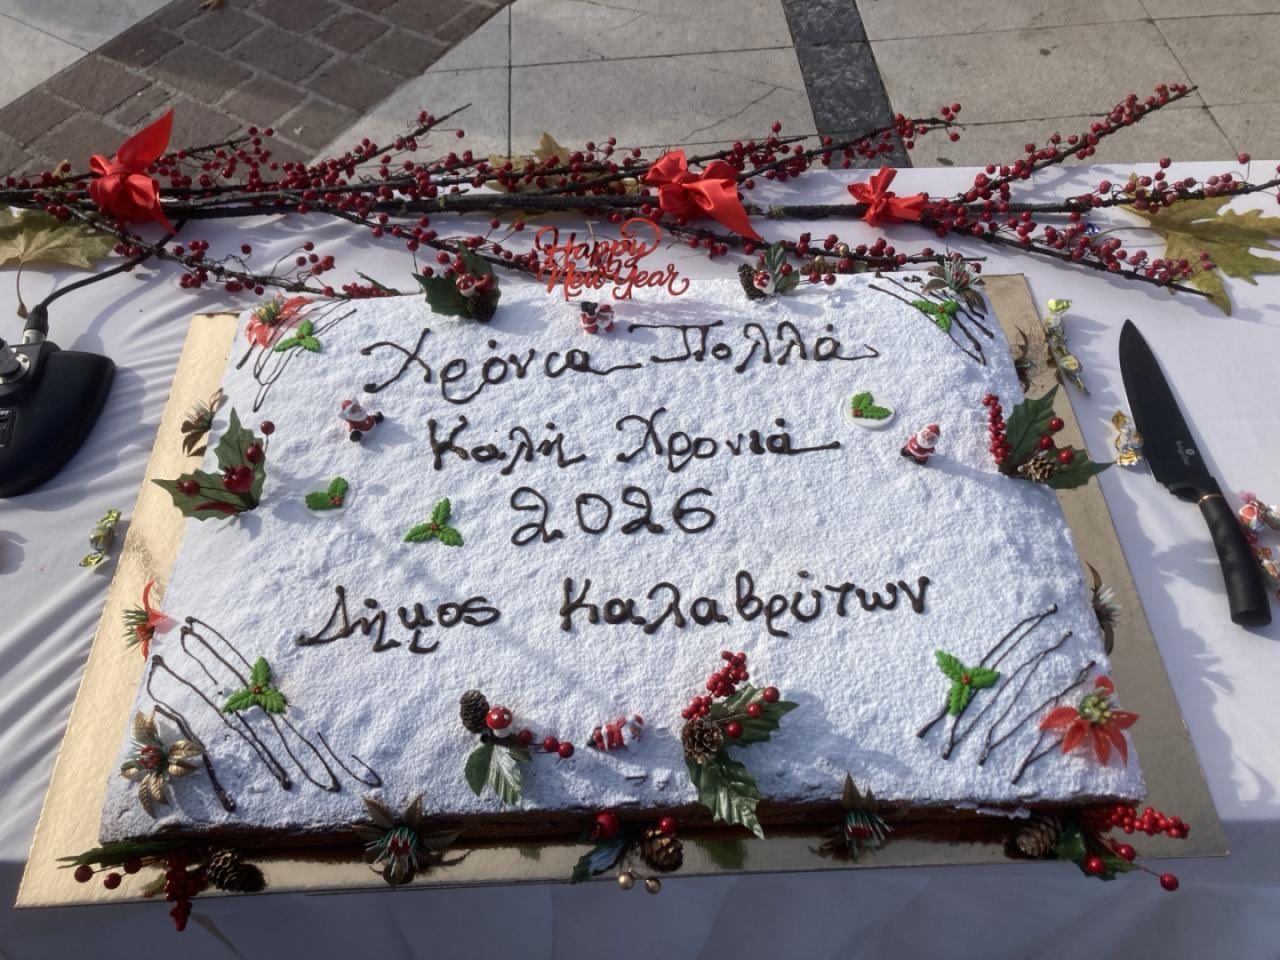 Happy
New Year
Χρόνια Πολλά
Καλή Χρονιά
2026
Δήμος Καλαβρύτων